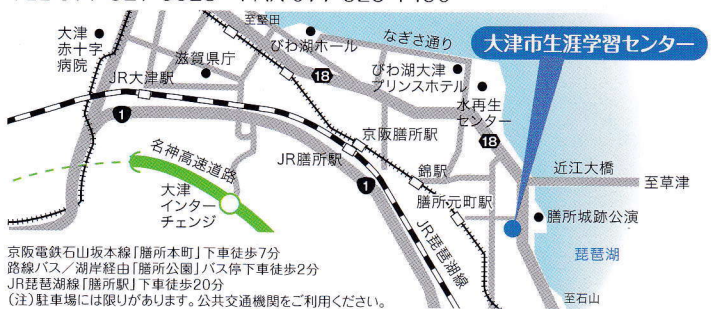 至堅田
大津
赤十字
病院
滋賀県庁
びわ湖ホール
なぎさ通り
大津市生涯学習センター
JR大津駅
18
びわ湖大津
プリンスホテル
水再生
センター
1
京阪膳所駅
18
名神高速道路
JR膳所駅
錦駅
近江大橋
至草津
1
大津
インター
チェンジ
膳所元町駅
膳所城跡公演
JR琵琶湖線
琵琶湖
至石山
京阪電鉄石山坂本線「膳所本町」下車徒歩7分
路線バス/湖岸経由「膳所公園」バス停下車徒歩2分
JR琵琶湖線「膳所駅」下車徒歩20分
(注)駐車場には限りがあります。公共交通機関をご利用ください。